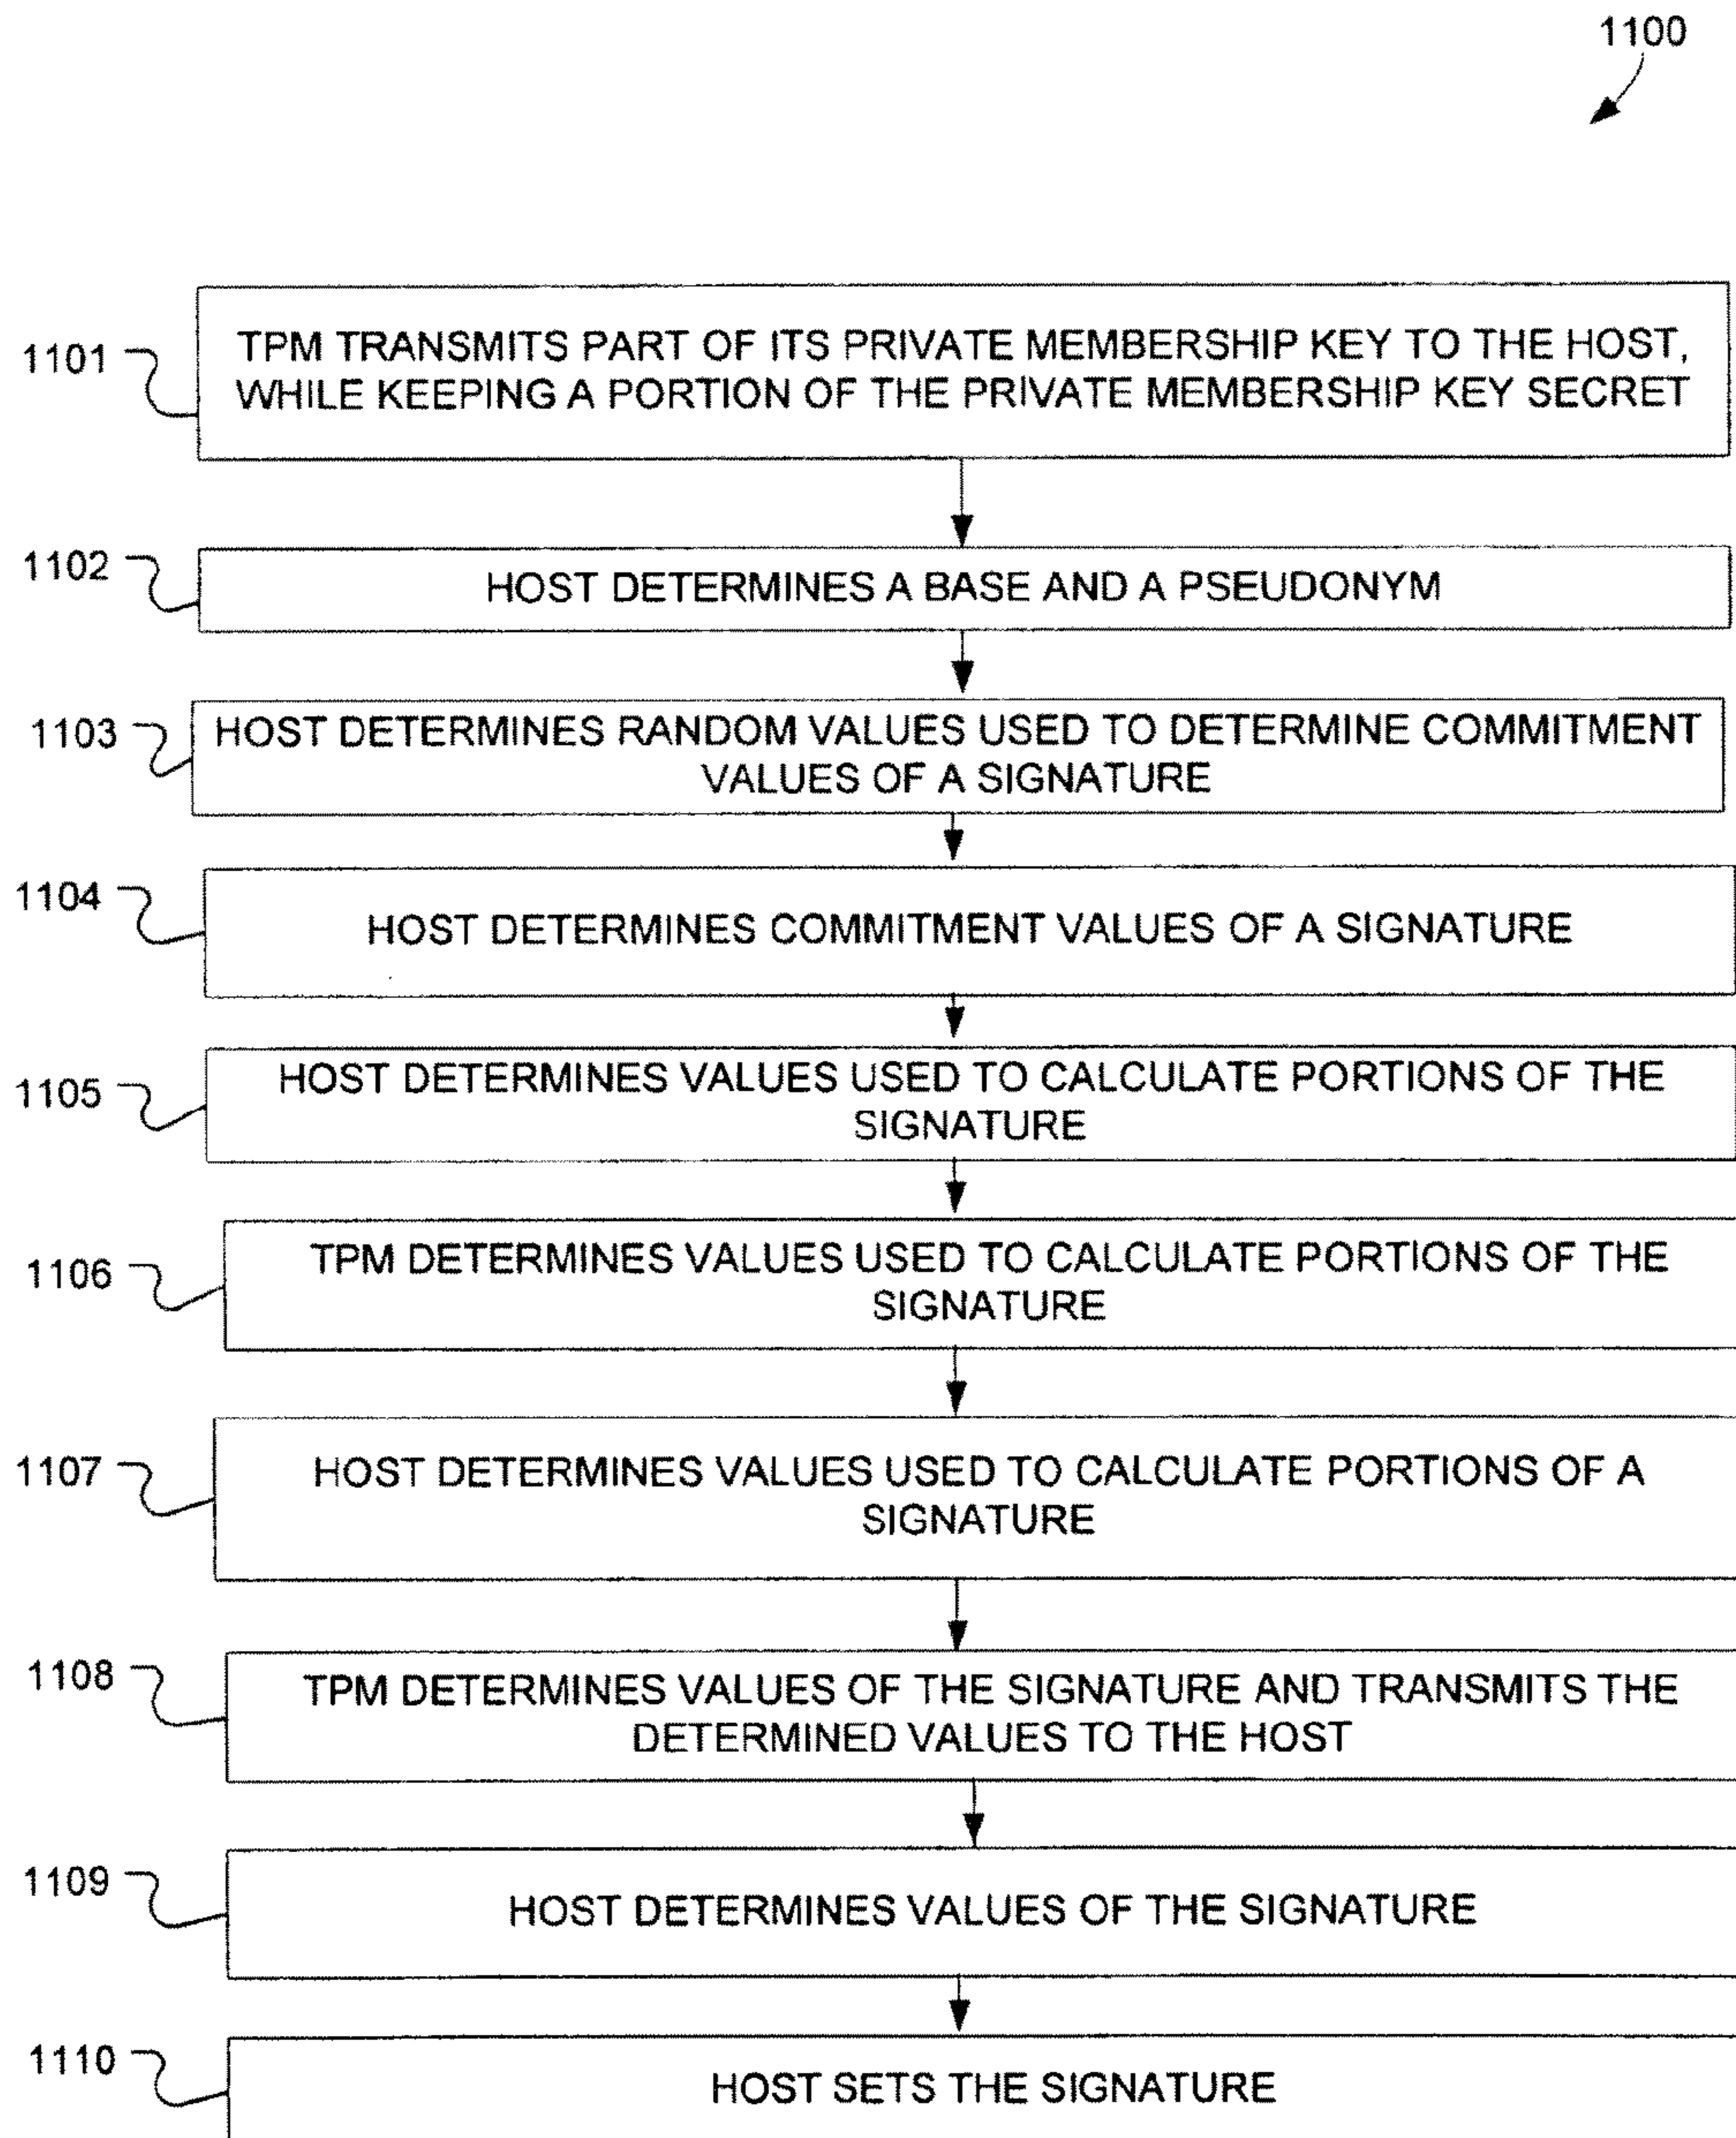 1100
1101
TPM TRANSMITS PART OF ITS PRIVATE MEMBERSHIP KEY TO THE HOST,
WHILE KEEPING A PORTION OF THE PRIVATE MEMBERSHIP KEY SECRET
1102
HOST DETERMINES A BASE AND A PSEUDONYM
1103
HOST DETERMINES RANDOM VALUES USED TO DETERMINE COMMITMENT
VALUES OF A SIGNATURE
1104
HOST DETERMINES COMMITMENT VALUES OF A SIGNATURE
1105
HOST DETERMINES VALUES USED TO CALCULATE PORTIONS OF THE
SIGNATURE
1106
TPM DETERMINES VALUES USED TO CALCULATE PORTIONS OF THE
SIGNATURE
1107
HOST DETERMINES VALUES USED TO CALCULATE PORTIONS OF A
SIGNATURE
1108
TPM DETERMINES VALUES OF THE SIGNATURE AND TRANSMITS THE
DETERMINED VALUES TO THE HOST
1109
HOST DETERMINES VALUES OF THE SIGNATURE
1110
HOST SETS THE SIGNATURE